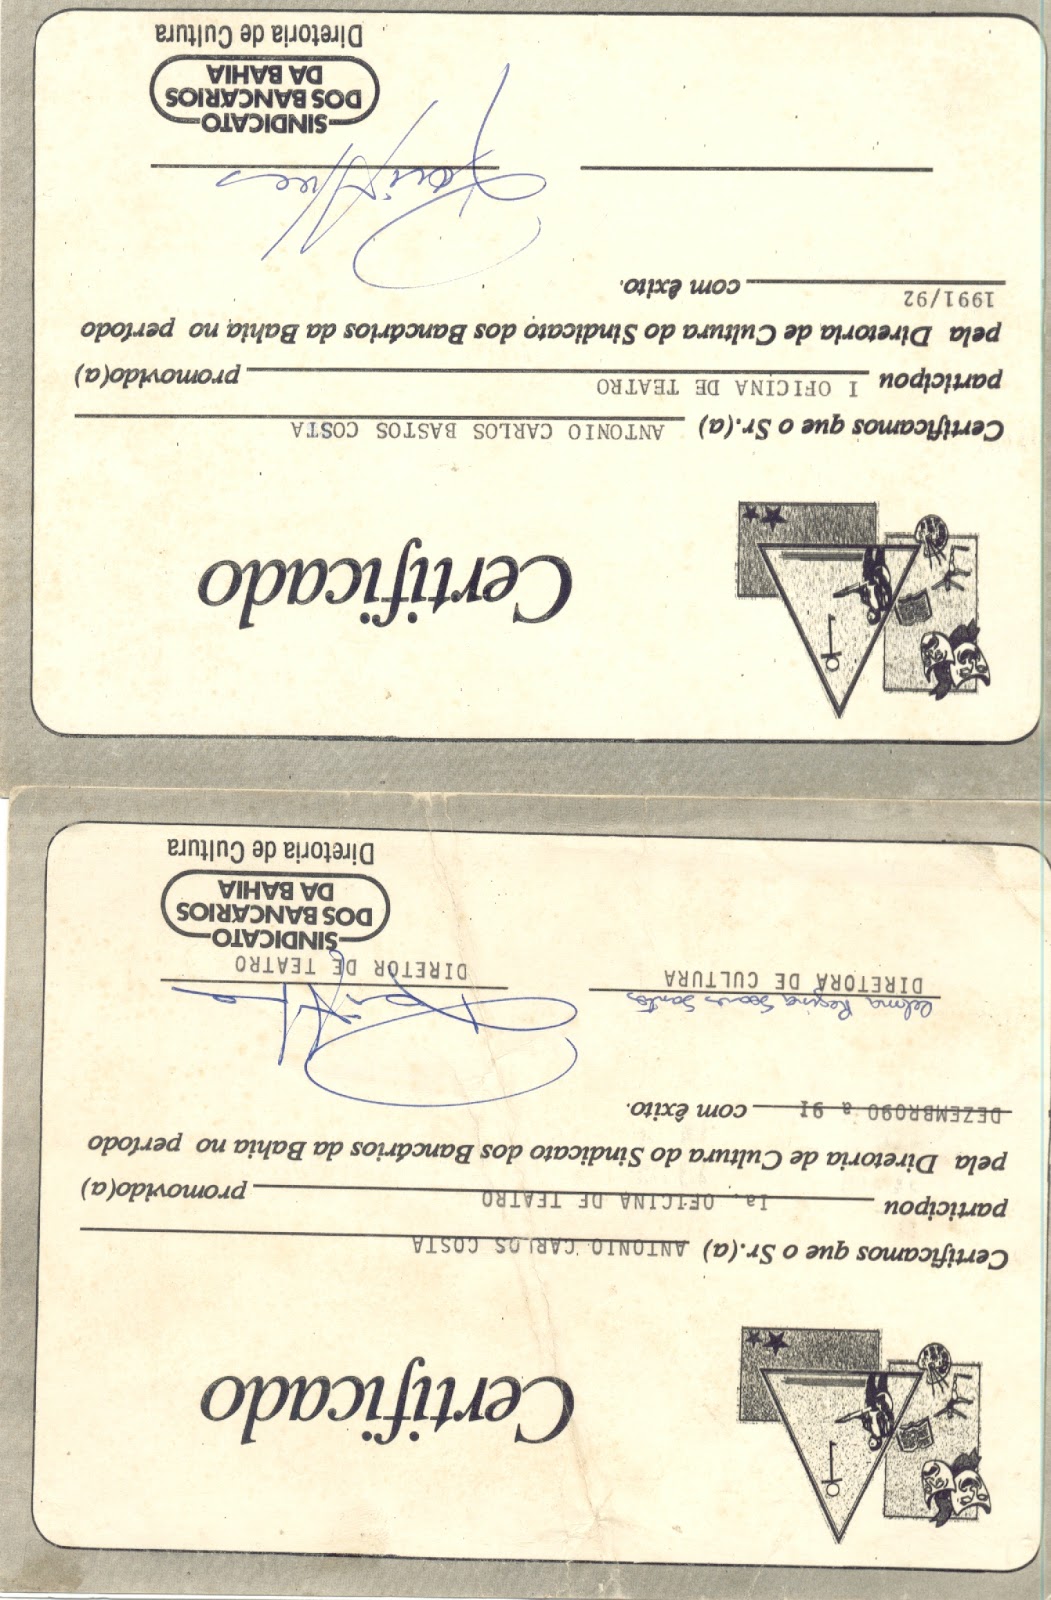 Certificado
Certificamos que o Sr.(a) ANTONIO CARLOS COSTA
participou 1a. OFICINA DE TEATRO promovido(a)
pela Diretoria de Cultura do Sindicato dos Bancários da Bahia no período
DEZEMBRO90 a 91 com êxito.
Regina Soares Santos
DIRETORA DE CULTURA
DIRETOR DE TEATRO
SINDICATO
DOS BANCARIOS
DA BAHIA
Diretoria de Cultura
Certificado
Certificamos que o Sr.(a) ANTONIO CARLOS BASTOS COSTA
participou I OFICINA DE TEATRO promovido(a)
pela Diretoria de Cultura do Sindicato dos Bancários da Bahia no período
1991/92 com êxito.
SINDICATO
DOS BANCARIOS
DA BAHIA
Diretoria de Cultura